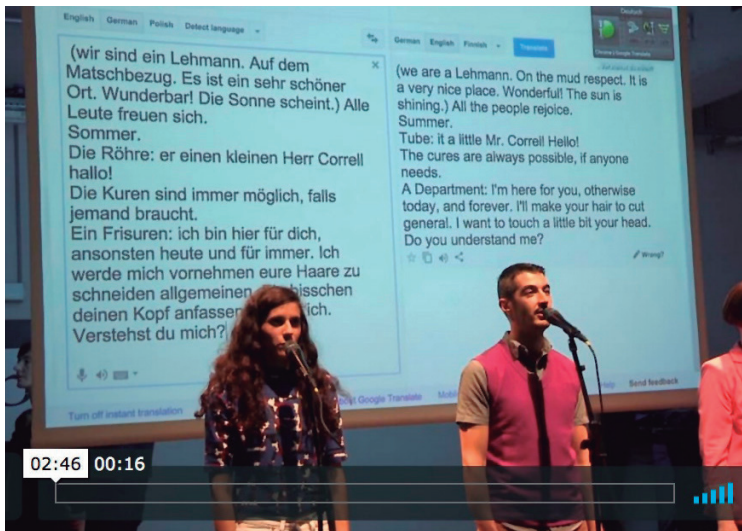 English German Polish Detect language
(wir sind ein Lehmann. Auf dem
Matschbezug. Es ist ein sehr schöner
Ort. Wunderbar! Die Sonne scheint.) Alle
Leute freuen sich.
Sommer.
Die Röhre: er einen kleinen Herr Correll
hallo!
Die Kuren sind immer möglich, falls
jemand braucht.
Ein Frisuren: ich bin hier für dich,
ansonsten heute und für immer. Ich
werde mich vornehmen eure Haare zu
schneiden allgemeinen bisschen
deinen Kopf anfassen ich.
Verstehst du mich?
Turn off instant translation
German English Finnish Translate
(we are a Lehmann. On the mud respect. It is
a very nice place. Wonderful! The sun is
shining.) All the people rejoice.
Summer.
Tube: it a little Mr. Correll Hello!
The cures are always possible, if anyone
needs.
A Department: I'm here for you, otherwise
today, and forever. I'll make your hair to cut
general. I want to touch a little bit your head.
Do you understand me?
Wrong?
Google Translate Send feedback
Deutsch
02:46 00:16